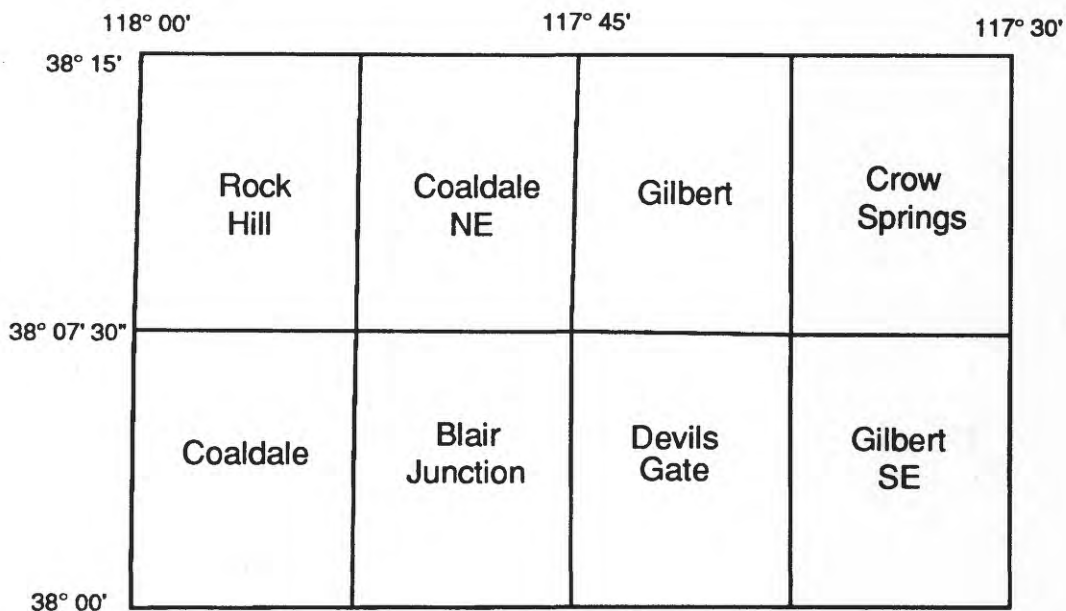 118° 00'
117° 45'
117° 30'
38° 15'
Rock
Hill
Coaldale
NE
Gilbert
Crow
Springs
38° 07' 30"
Coaldale
Blair
Junction
Devils
Gate
Gilbert
SE
38° 00'